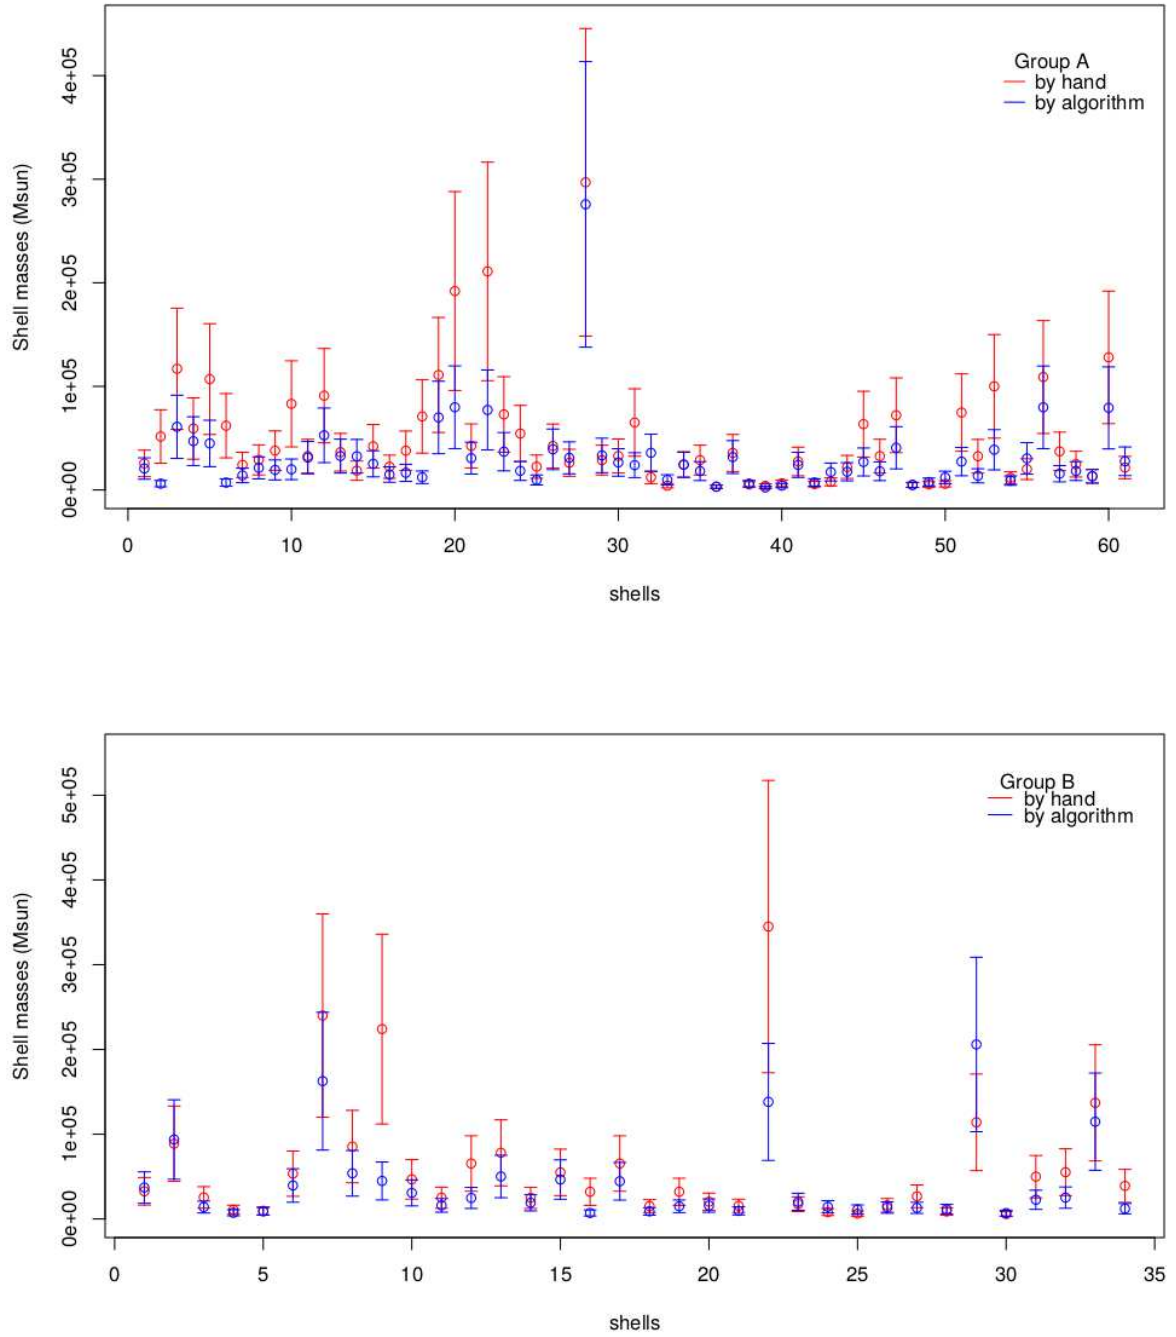 Group A
by hand
by algorithm
Shell masses (Msun)
4e+05
3e+05
2e+05
1e+05
0e+00
0 10 20 30 40 50 60
shells
Group B
by hand
by algorithm
Shell masses (Msun)
5e+05
4e+05
3e+05
2e+05
1e+05
0e+00
0 5 10 15 20 25 30 35
shells